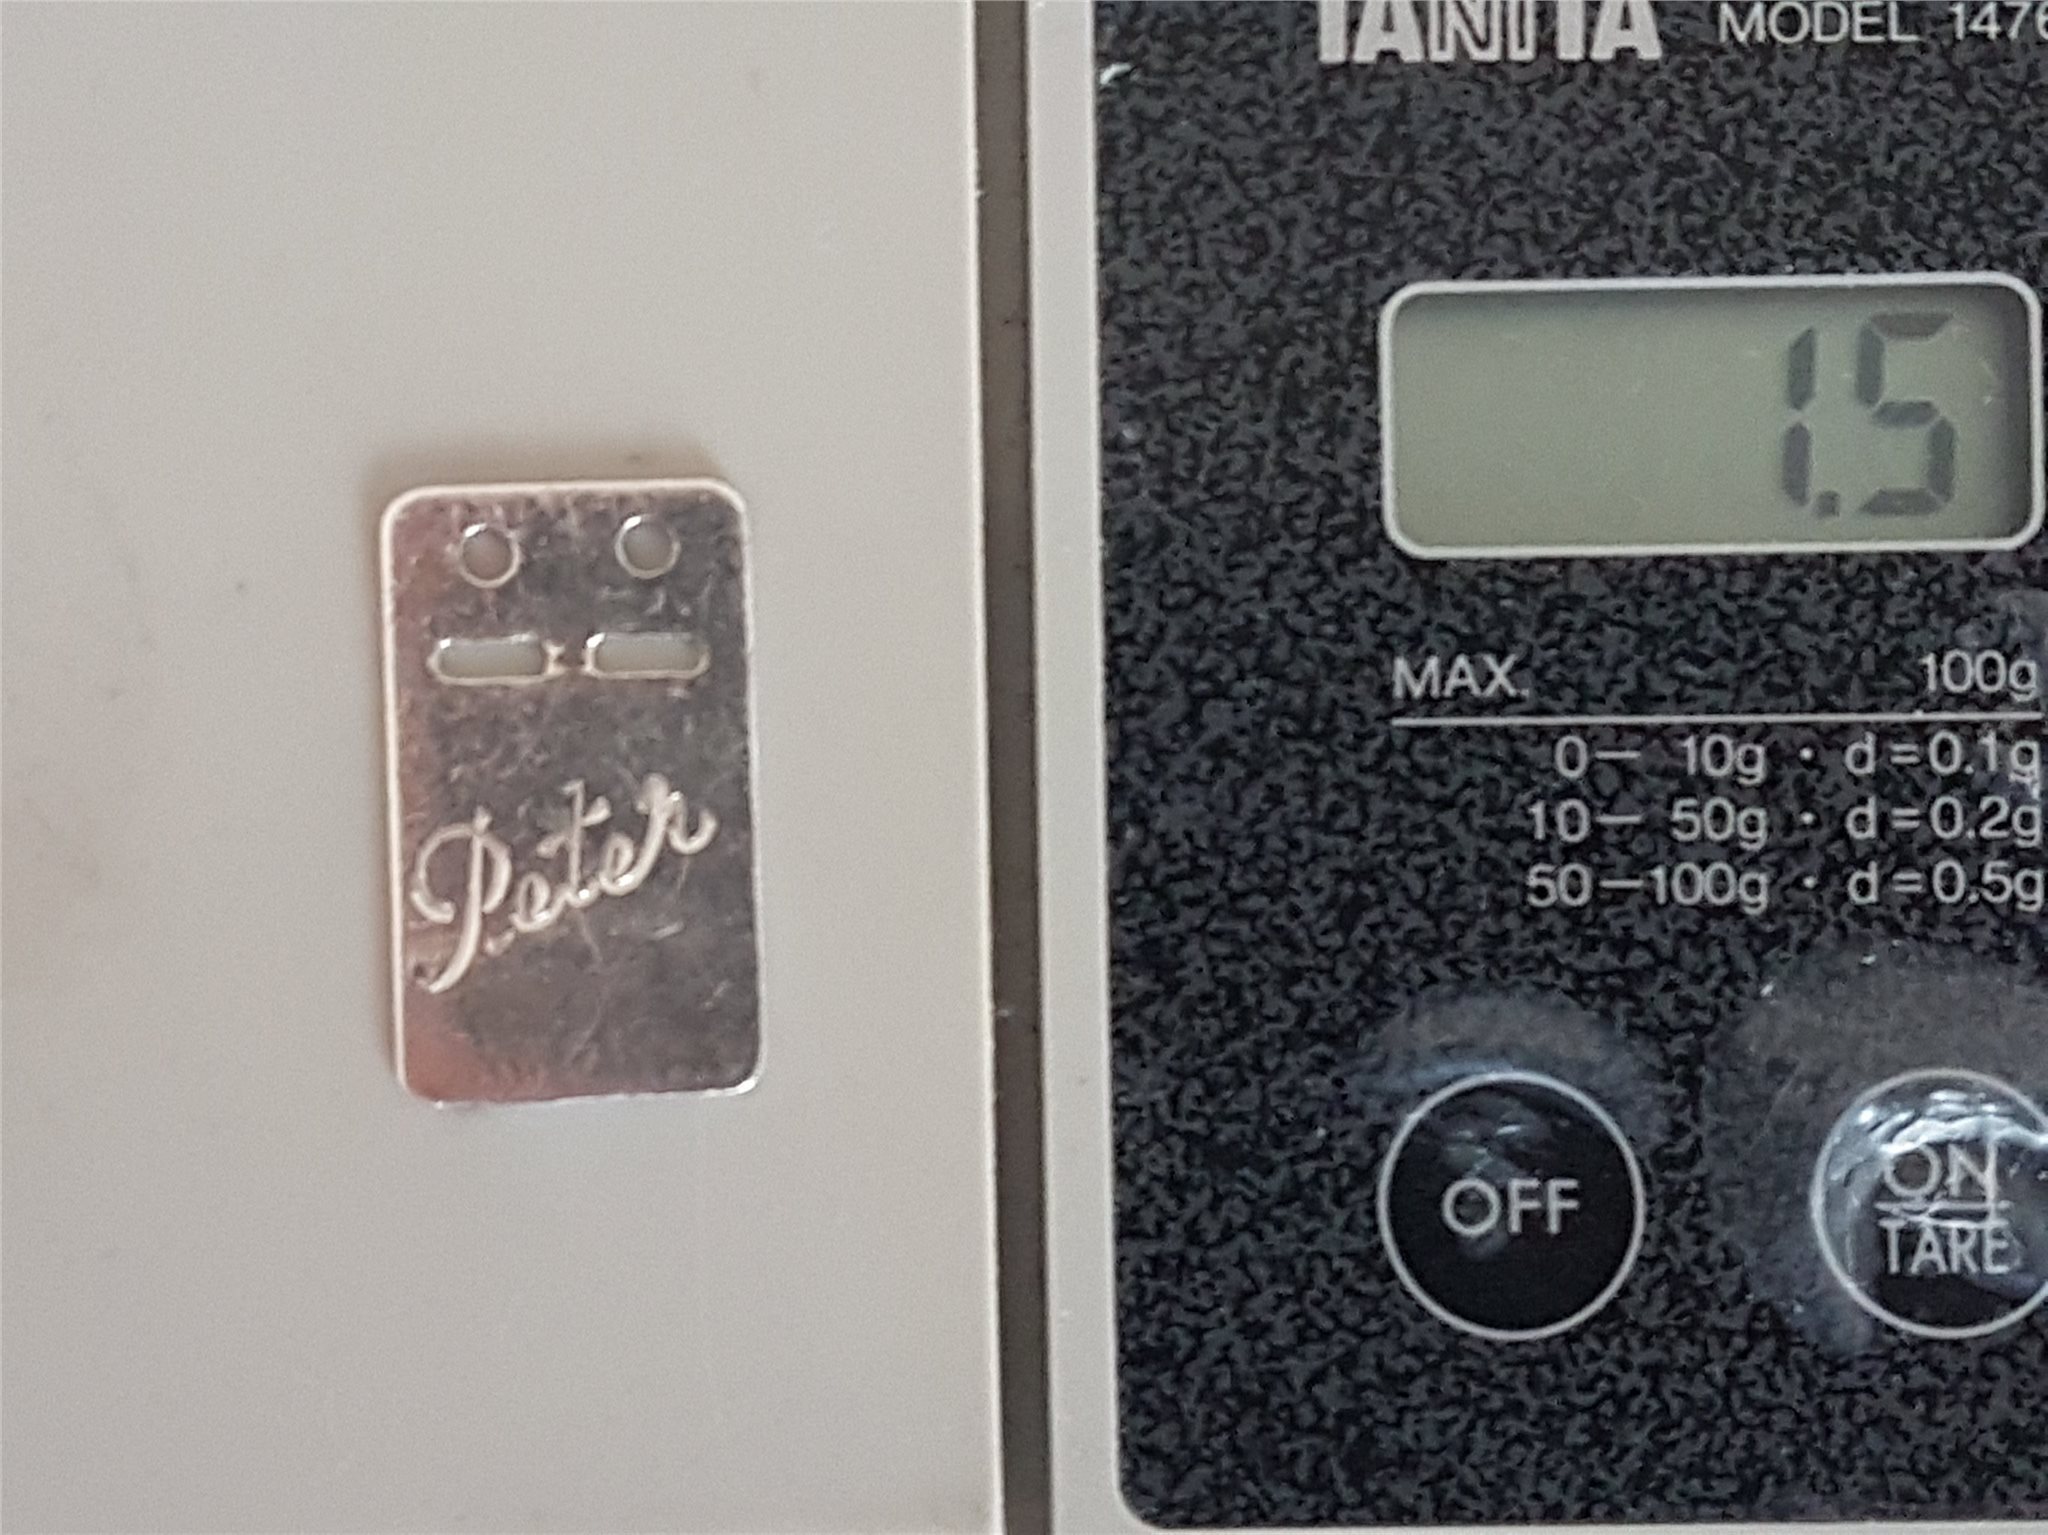 TANITA MODEL 1476
1.5
Peter
MAX. 100g
0— 10g · d=0.1g
10— 50g · d=0.2g
50—100g · d=0.5g
OFF
ON
TARE